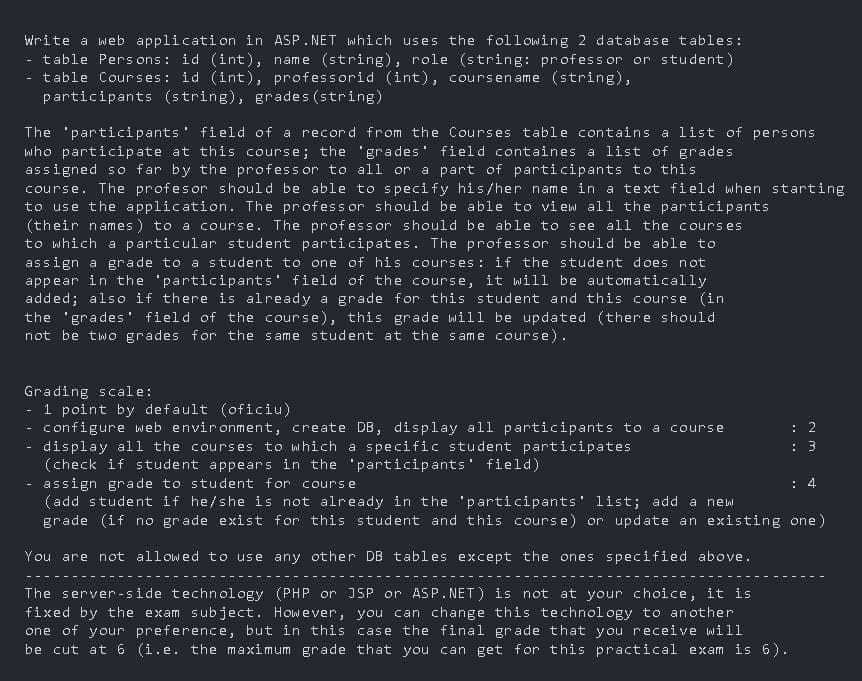 Write a web application in ASP.NET which uses the following 2 database tables:
- table Persons: id (int), name (string), role (string: professor or student)
- table Courses: id (int), professorid (int), coursename (string),
participants (string), grades(string)
The 'participants' field of a record from the Courses table contains a list of persons
who participate at this course; the 'grades' field containes a list of grades
assigned so far by the professor to all or a part of participants to this
course. The profesor should be able to specify his/her name in a text field when starting
to use the application. The professor should be able to view all the participants
(their names) to a course. The professor should be able to see all the courses
to which a particular student participates. The professor should be able to
assign a grade to a student to one of his courses: if the student does not
appear in the 'participants' field of the course, it will be automatically
added; also if there is already a grade for this student and this course (in
the 'grades' field of the course), this grade will be updated (there should
not be two grades for the same student at the same course).
Grading scale:
- 1 point by default (oficiu)
- configure web environment, create DB, display all participants to a course : 2
- display all the courses to which a specific student participates : 3
(check if student appears in the 'participants' field)
- assign grade to student for course : 4
(add student if he/she is not already in the 'participants' list; add a new
grade (if no grade exist for this student and this course) or update an existing one)
You are not allowed to use any other DB tables except the ones specified above.
--------------------------------------------------------------------------------
The server-side technology (PHP or JSP or ASP.NET) is not at your choice, it is
fixed by the exam subject. However, you can change this technology to another
one of your preference, but in this case the final grade that you receive will
be cut at 6 (i.e. the maximum grade that you can get for this practical exam is 6).